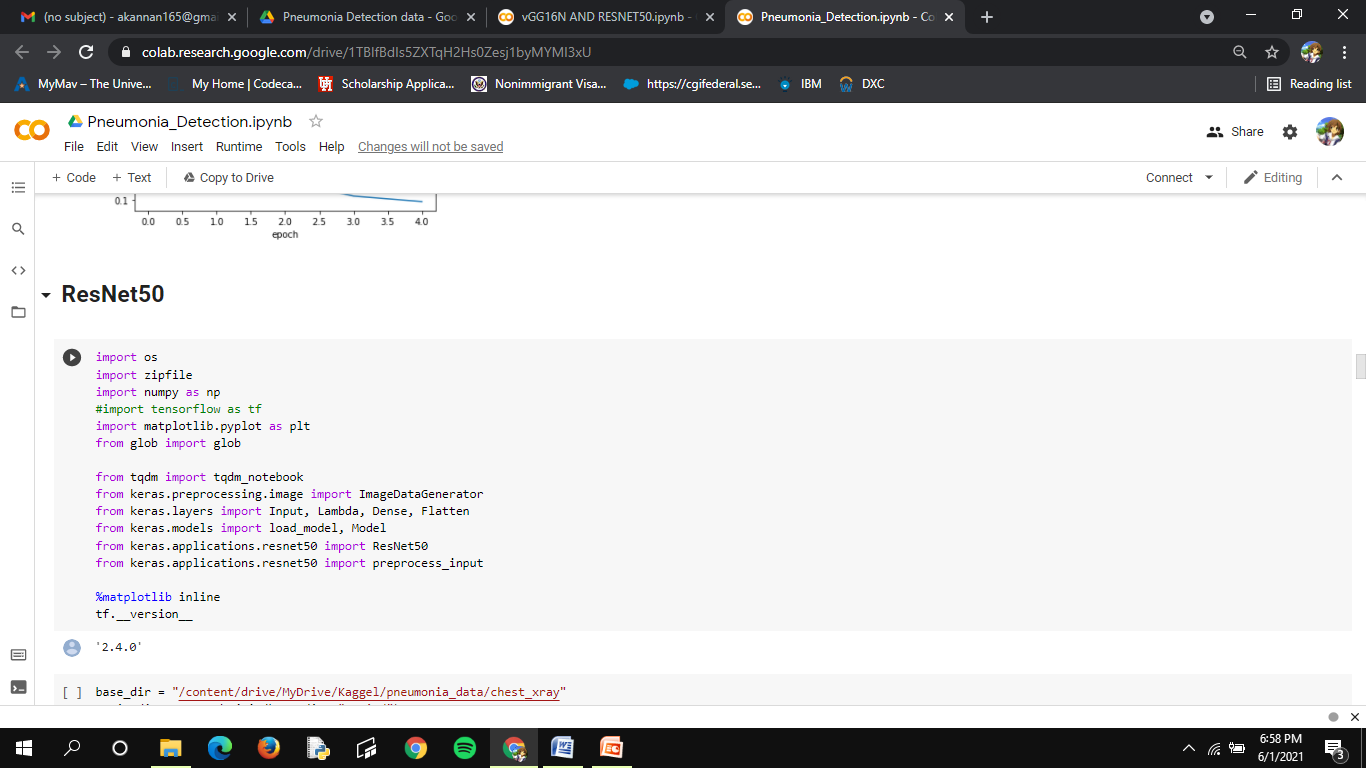 (no subject) - akannan165@gmai
Pneumonia Detection data - Goo
vGG16N AND RESNET50.ipynb -
Pneumonia_Detection.ipynb - Co
colab.research.google.com/drive/1TBlfBdIs5ZXTqH2Hs0Zesj1byMYMI3xU
MyMav – The Unive...
My Home | Codeca...
Scholarship Applica...
Nonimmigrant Visa...
https://cgifederal.se...
IBM
DXC
Reading list
Pneumonia_Detection.ipynb
Share
File Edit View Insert Runtime Tools Help Changes will not be saved
+ Code + Text Copy to Drive
Connect
Editing
0.1
0.0 0.5 1.0 1.5 2.0 2.5 3.0 3.5 4.0
epoch
ResNet50
import os
import zipfile
import numpy as np
#import tensorflow as tf
import matplotlib.pyplot as plt
from glob import glob
from tqdm import tqdm_notebook
from keras.preprocessing.image import ImageDataGenerator
from keras.layers import Input, Lambda, Dense, Flatten
from keras.models import load_model, Model
from keras.applications.resnet50 import ResNet50
from keras.applications.resnet50 import preprocess_input
%matplotlib inline
tf.__version__
'2.4.0'
[ ] base_dir = "/content/drive/MyDrive/Kaggel/pneumonia_data/chest_xray"
6:58 PM
6/1/2021
3